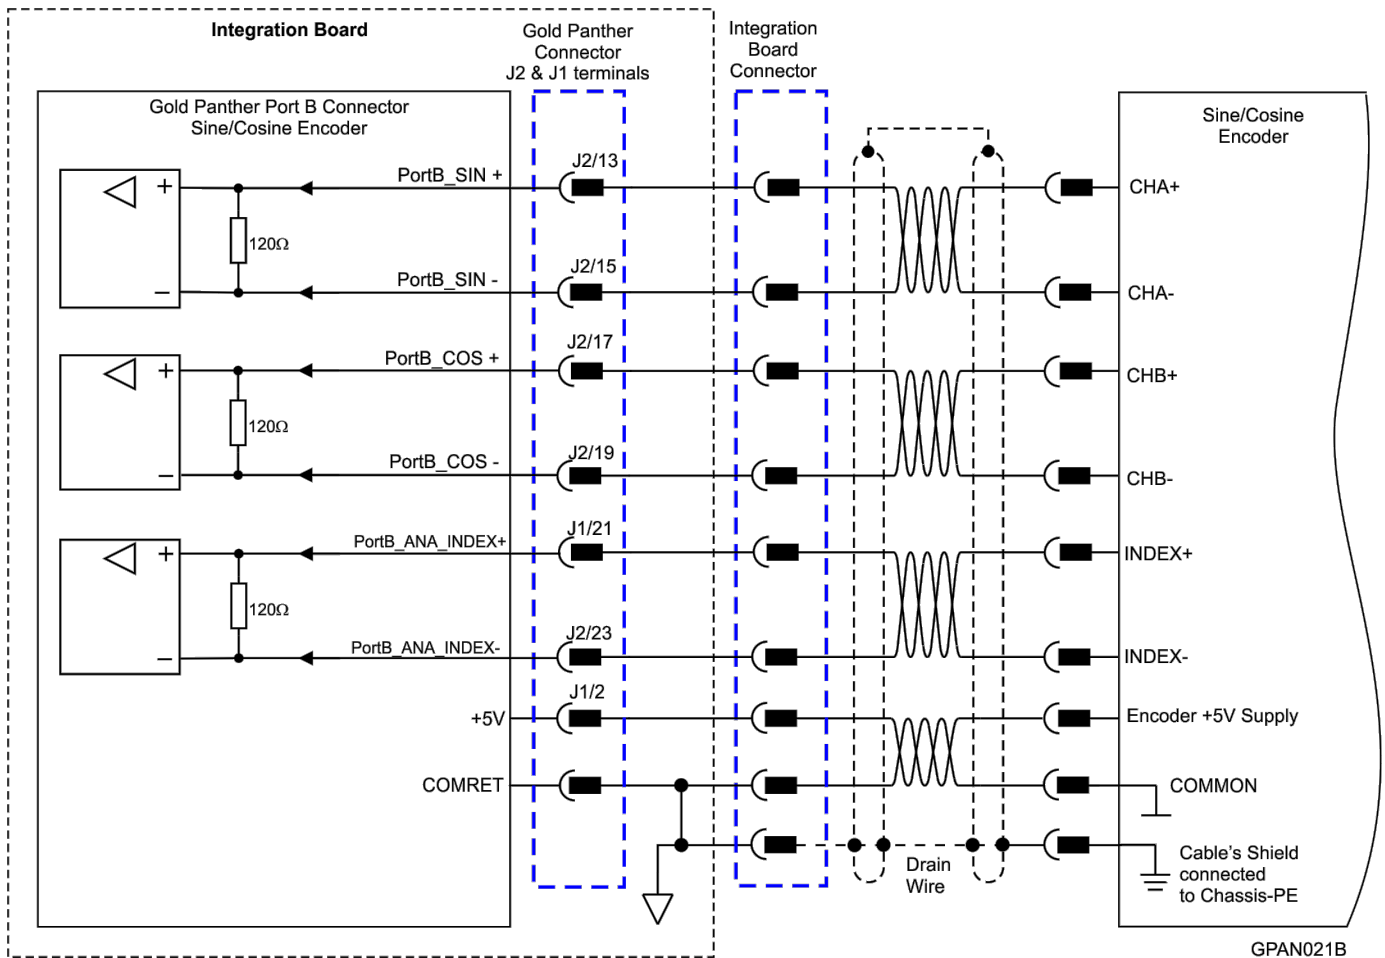 Integration Board
Gold Panther
Connector
J2 & J1 terminals
Integration
Board
Connector
Gold Panther Port B Connector
Sine/Cosine Encoder
Sine/Cosine
Encoder
+
PortB_SIN +
J2/13
CHA+
120Ω
−
PortB_SIN -
J2/15
CHA-
+
PortB_COS +
J2/17
CHB+
120Ω
−
PortB_COS -
J2/19
CHB-
+
PortB_ANA_INDEX+
J1/21
INDEX+
120Ω
−
PortB_ANA_INDEX-
J2/23
INDEX-
+5V
J1/2
Encoder +5V Supply
COMRET
COMMON
Drain
Wire
Cable's Shield
connected
to Chassis-PE
GPAN021B